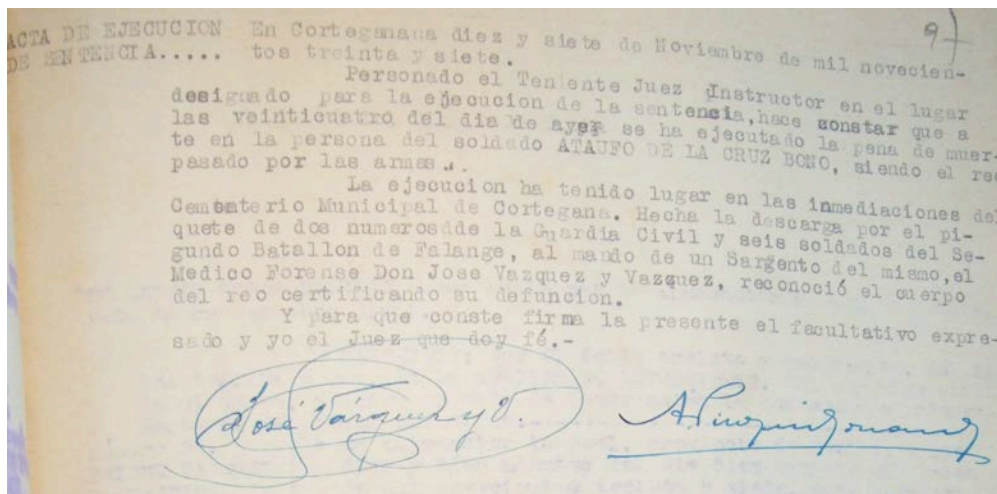 9
ACTA DE EJECUCION En Corteganaa diez y siete de Noviembre de mil novecien-
DE SENTENCIA..... tos treinta y siete.
Personado el Teniente Juez Instructor en el lugar
designado para la ejecucion de la sentencia, hace constar que a
las veinticuatro del dia de ayer se ha ejecutado la pena de muer-
te en la persona del soldado ATAUFO DE LA CRUZ BONO, siendo el reo
pasado por las armas ..
La ejecucion ha tenido lugar en las inmediaciones del
Cementerio Municipal de Cortegana. Hecha la descarga por el pi-
quete de dos numerosdde la Guardia Civil y seis soldados del Se-
gundo Batallon de Falange, al mando de un Sargento del mismo, el
Medico Forense Don Jose Vazquez y Vazquez, reconoció el cuerpo
del reo certificando su defuncion.
Y para que conste firma la presente el facultativo expre-
sado y yo el Juez que doy fé.-
José Vázquez y V.